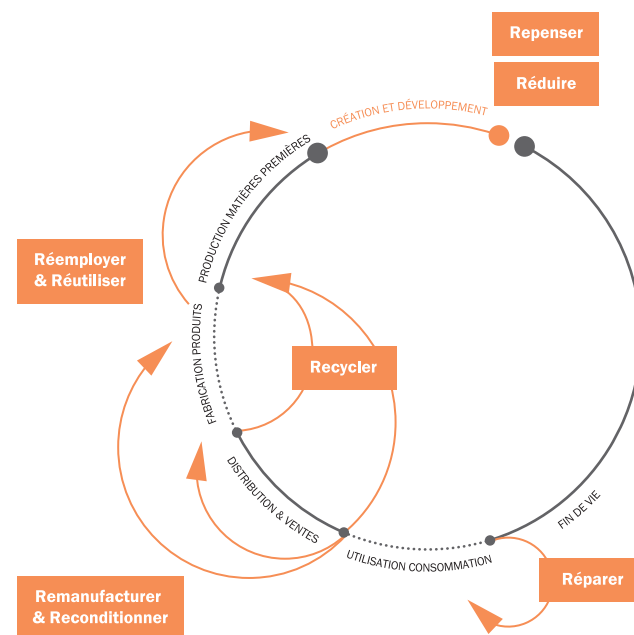 Repenser
Réduire
CRÉATION ET DÉVELOPPEMENT
PRODUCTION MATIÈRES PREMIÈRES
Réemployer
& Réutiliser
FABRICATION PRODUITS
Recycler
DISTRIBUTION & VENTES
UTILISATION CONSOMMATION
FIN DE VIE
Réparer
Remanufacturer
& Reconditionner